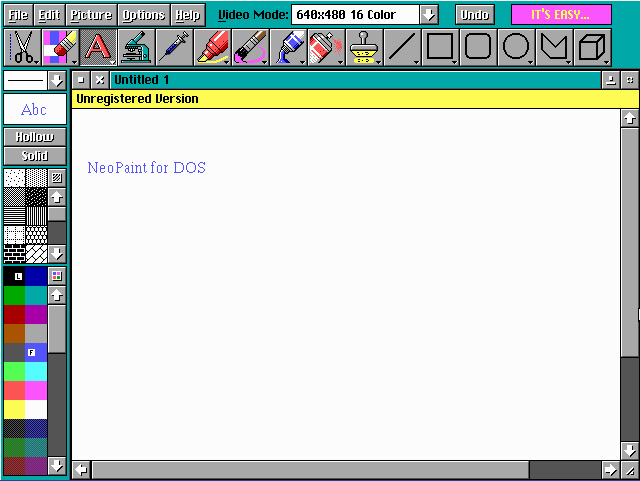 File Edit Picture Options Help Video Mode: 640x480 16 Color Undo IT'S EASY...
Untitled 1
Unregistered Version
Abc
Hollow
Solid
NeoPaint for DOS
L
F